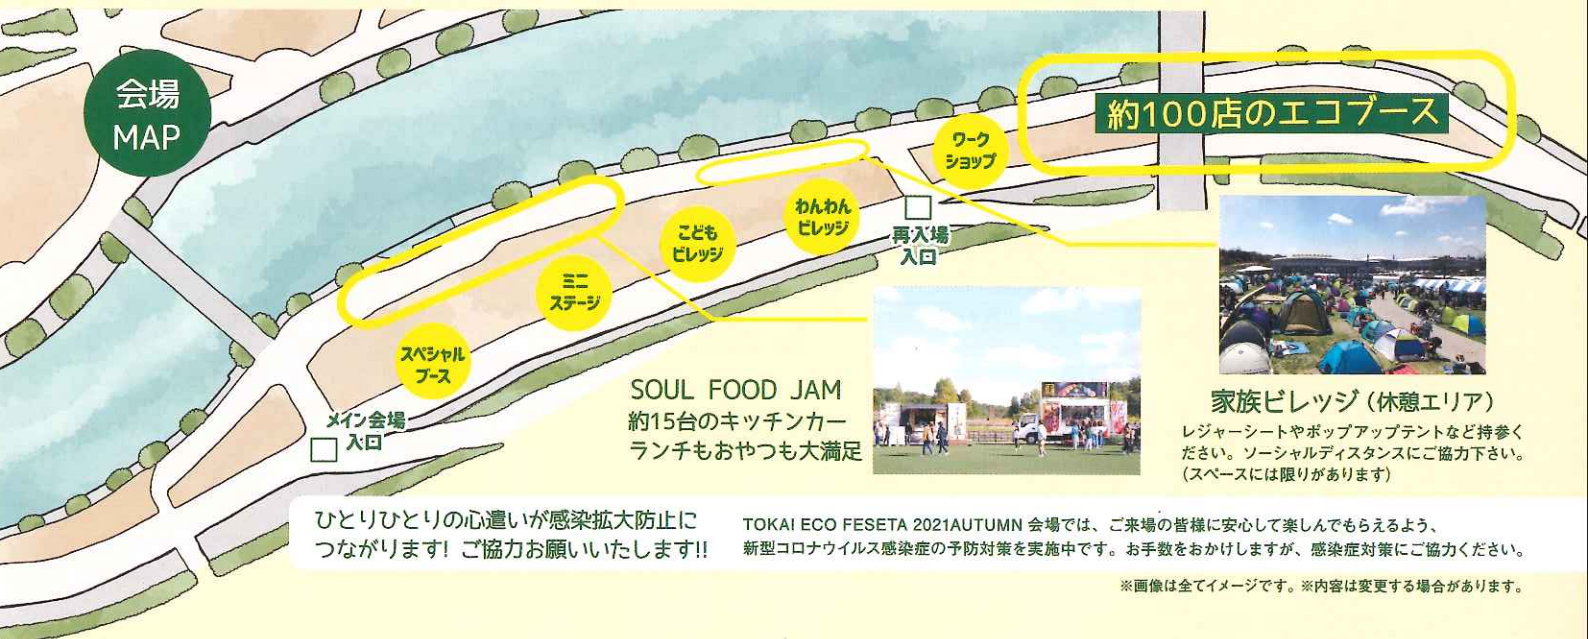 会場
MAP
約100店のエコブース
ワーク
ショップ
わんわん
ビレッジ
こども
ビレッジ
再入場
入口
ミニ
ステージ
スペシャル
ブース
メイン会場
入口
SOUL FOOD JAM
約15台のキッチンカー
ランチもおやつも大満足
家族ビレッジ（休憩エリア）
レジャーシートやポップアップテントなど持参く
ださい。ソーシャルディスタンスにご協力下さい。
（スペースには限りがあります）
ひとりひとりの心遣いが感染拡大防止に
つながります! ご協力お願いいたします!!
TOKAI ECO FESETA 2021AUTUMN 会場では、ご来場の皆様に安心して楽しんでもらえるよう、
新型コロナウイルス感染症の予防対策を実施中です。お手数をおかけしますが、感染症対策にご協力ください。
※画像は全てイメージです。※内容は変更する場合があります。